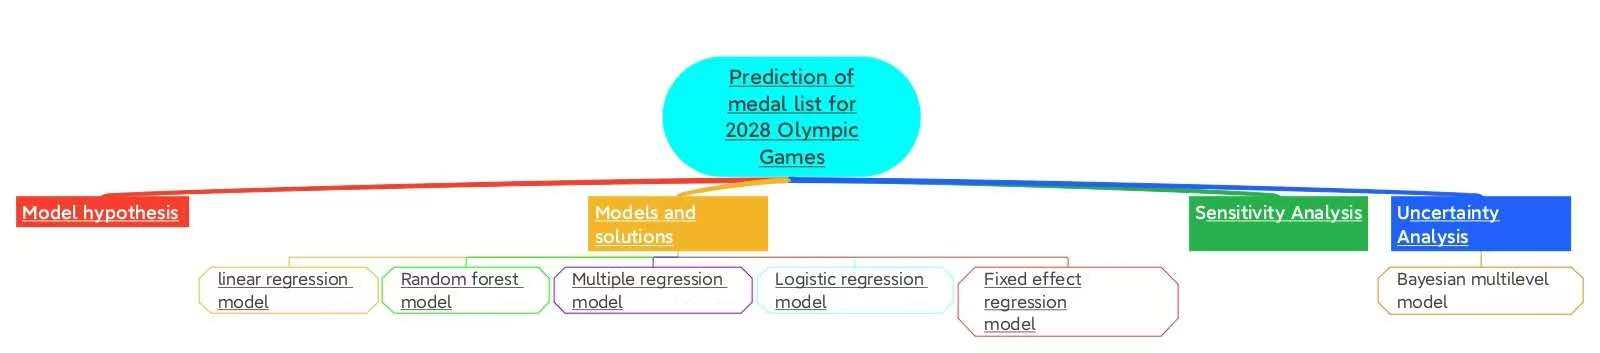 Prediction of
medal list for
2028 Olympic
Games
Model hypothesis
Models and
solutions
Sensitivity Analysis
Uncertainty
Analysis
linear regression
model
Random forest
model
Multiple regression
model
Logistic regression
model
Fixed effect
regression
model
Bayesian multilevel
model